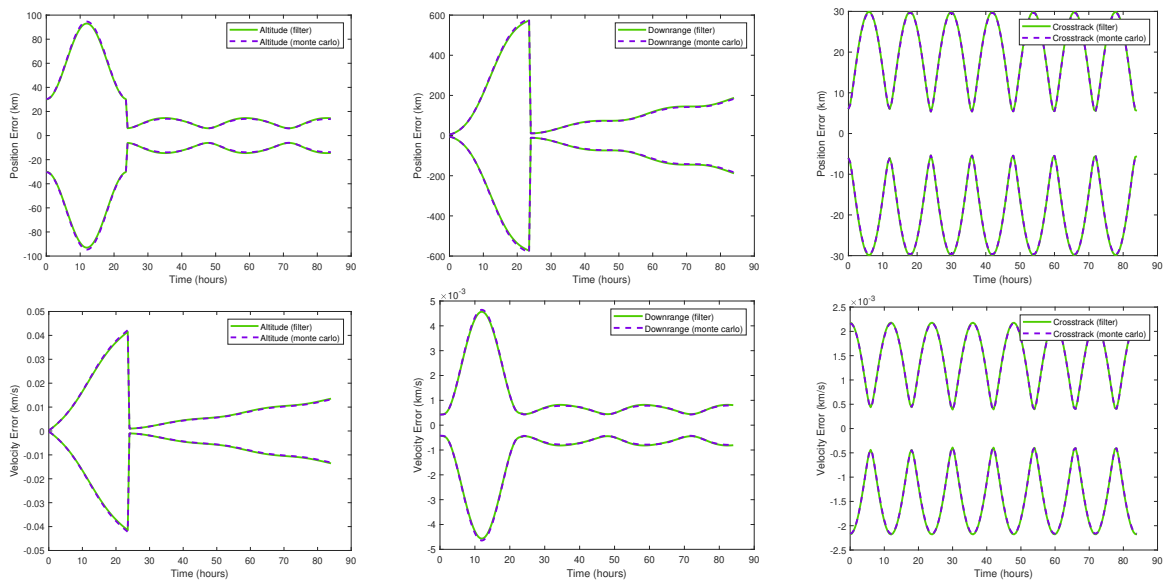 100
80
60
40
20
0
-20
-40
-60
-80
-100
Position Error (km)
Altitude (filter)
Altitude (monte carlo)
0 10 20 30 40 50 60 70 80 90
Time (hours)
600
400
200
0
-200
-400
-600
Position Error (km)
Downrange (filter)
Downrange (monte carlo)
0 10 20 30 40 50 60 70 80 90
Time (hours)
30
20
10
0
-10
-20
-30
Position Error (km)
Crosstrack (filter)
Crosstrack (monte carlo)
0 10 20 30 40 50 60 70 80 90
Time (hours)
0.05
0.04
0.03
0.02
0.01
0
-0.01
-0.02
-0.03
-0.04
-0.05
Velocity Error (km/s)
Altitude (filter)
Altitude (monte carlo)
0 10 20 30 40 50 60 70 80 90
Time (hours)
×10⁻³
5
4
3
2
1
0
-1
-2
-3
-4
-5
Velocity Error (km/s)
Downrange (filter)
Downrange (monte carlo)
0 10 20 30 40 50 60 70 80 90
Time (hours)
×10⁻³
2.5
2
1.5
1
0.5
0
-0.5
-1
-1.5
-2
-2.5
Velocity Error (km/s)
Crosstrack (filter)
Crosstrack (monte carlo)
0 10 20 30 40 50 60 70 80 90
Time (hours)